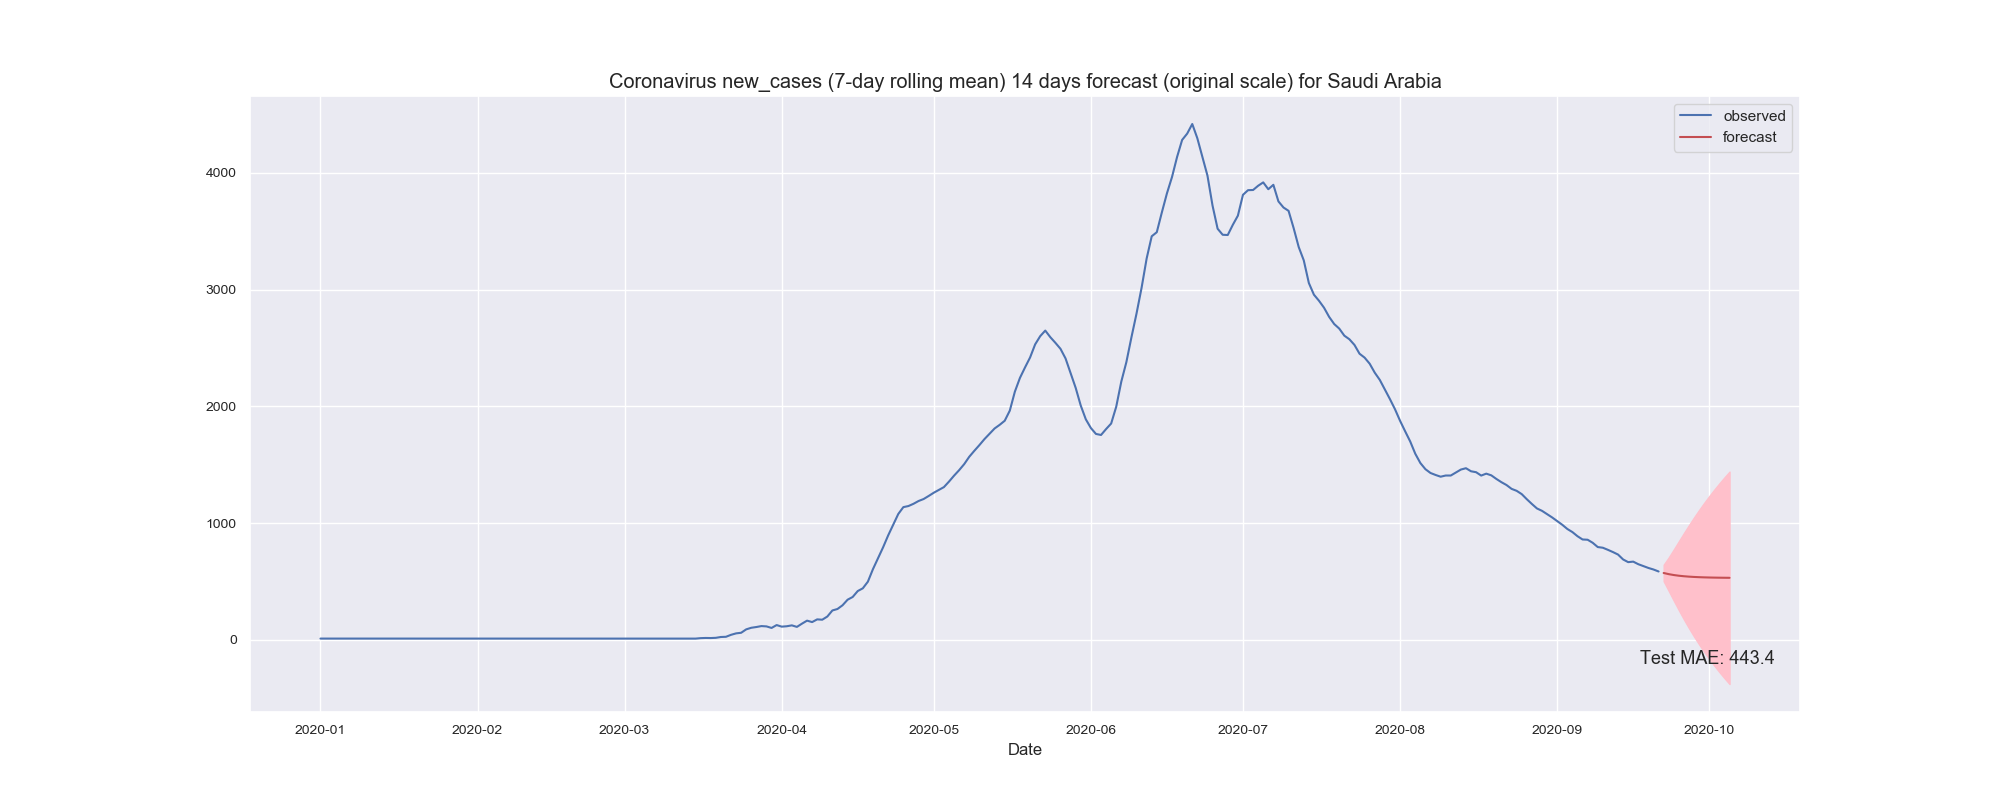 Coronavirus new_cases (7-day rolling mean) 14 days forecast (original scale) for Saudi Arabia
observed
forecast
4000
3000
2000
1000
0
Test MAE: 443.4
2020-01 2020-02 2020-03 2020-04 2020-05 2020-06 2020-07 2020-08 2020-09 2020-10
Date